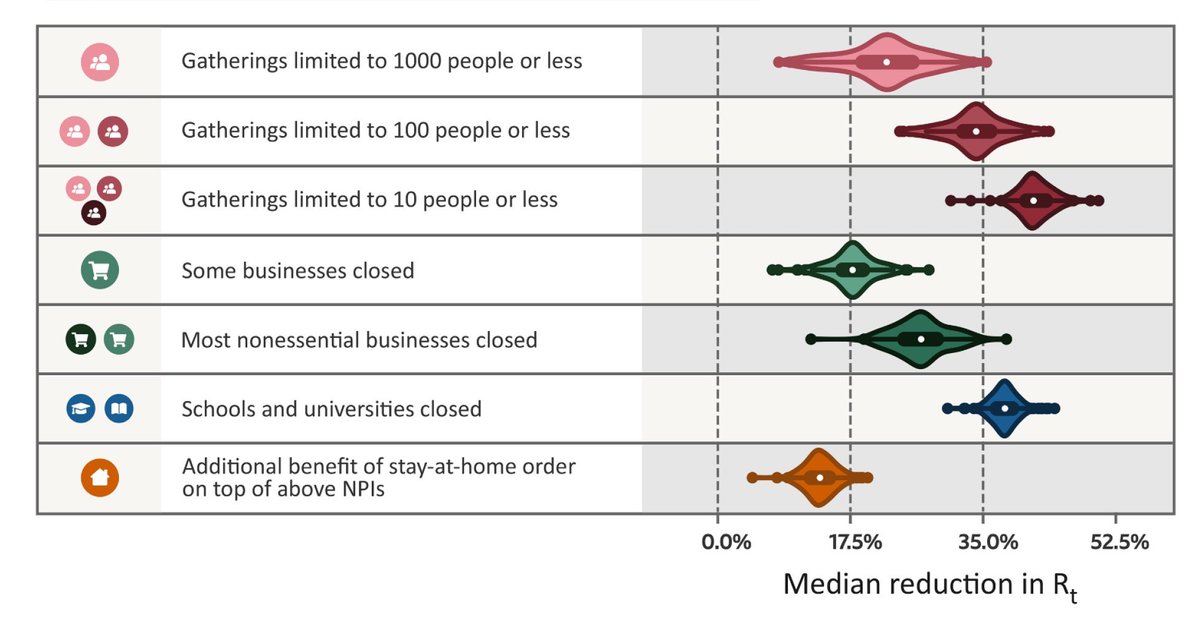 Gatherings limited to 1000 people or less
Gatherings limited to 100 people or less
Gatherings limited to 10 people or less
Some businesses closed
Most nonessential businesses closed
Schools and universities closed
Additional benefit of stay-at-home order
on top of above NPIs
0.0% 17.5% 35.0% 52.5%
Median reduction in Rt